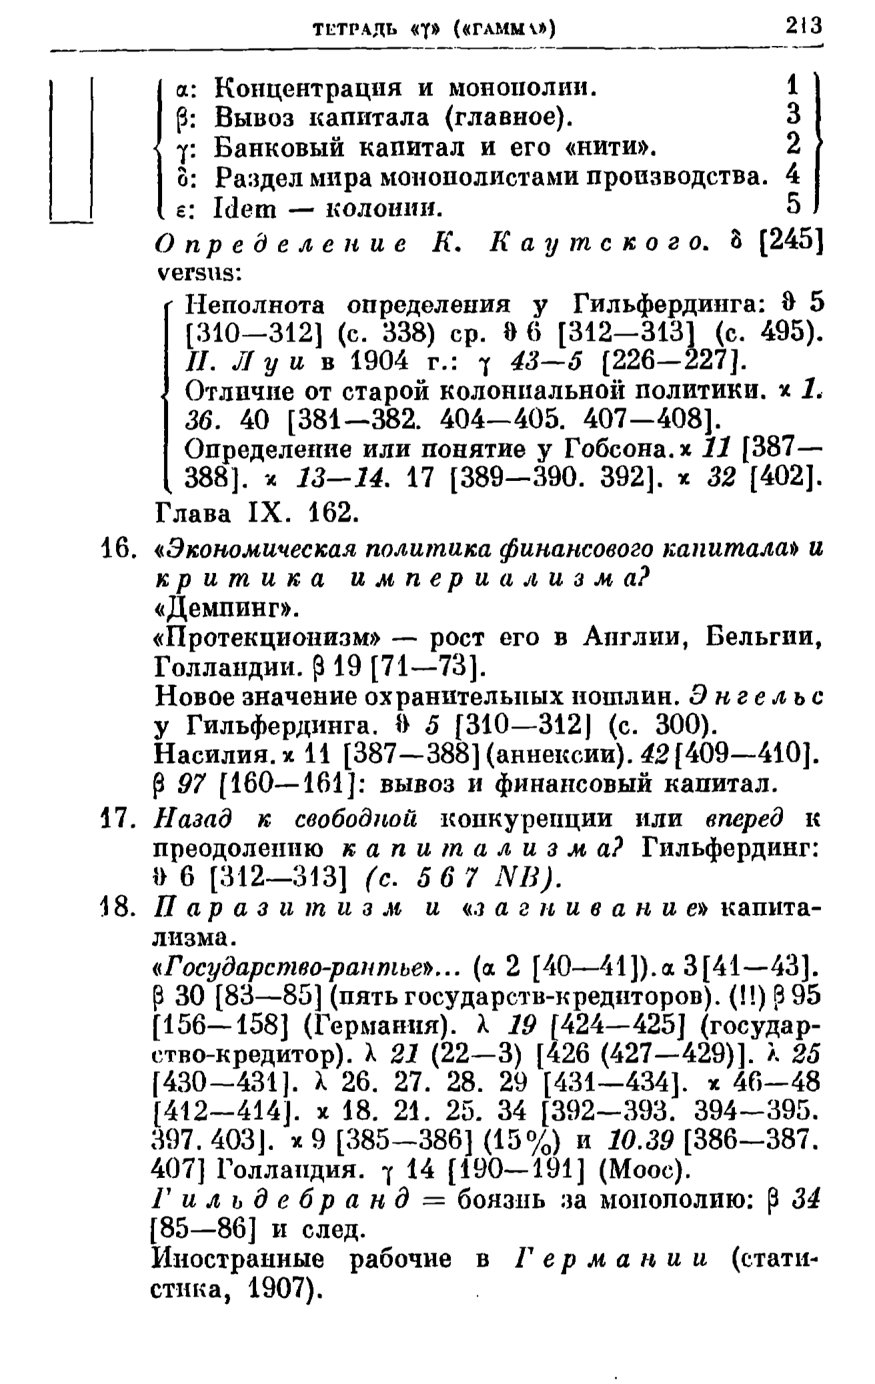 ТЕТРАДЬ «γ» («ГАММА») 213
α: Концентрация и монополии. 1
β: Вывоз капитала (главное). 3
γ: Банковый капитал и его «нити». 2
δ: Раздел мира монополистами производства. 4
ε: Idem — колонии. 5
Определение К. Каутского. δ [245]
versus:
Неполнота определения у Гильфердинга: ϑ 5
[310—312] (с. 338) ср. ϑ 6 [312—313] (с. 495).
П. Луи в 1904 г.: γ 43—5 [226—227].
Отличие от старой колониальной политики. ϰ 1.
36. 40 [381—382. 404—405. 407—408].
Определение или понятие у Гобсона. ϰ 11 [387—
388]. ϰ 13—14. 17 [389—390. 392]. ϰ 32 [402].
Глава IX. 162.
16. «Экономическая политика финансового капитала» и
критика империализма?
«Демпинг».
«Протекционизм» — рост его в Англии, Бельгии,
Голландии. β 19 [71—73].
Новое значение охранительных пошлин. Энгельс
у Гильфердинга. ϑ 5 [310—312] (с. 300).
Насилия. ϰ 11 [387—388] (аннексии). 42 [409—410].
β 97 [160—161]: вывоз и финансовый капитал.
17. Назад к свободной конкуренции или вперед к
преодолению капитализма? Гильфердинг:
ϑ 6 [312—313] (с. 567 NB).
18. Паразитизм и «загнивание» капита-
лизма.
«Государство-рантье»... (α 2 [40—41]). α 3 [41—43].
β 30 [83—85] (пять государств-кредиторов). (!!) β 95
[156—158] (Германия). λ 19 [424—425] (государ-
ство-кредитор). λ 21 (22—3) [426 (427—429)]. λ 25
[430—431]. λ 26. 27. 28. 29 [431—434]. ϰ 46—48
[412—414]. ϰ 18. 21. 25. 34 [392—393. 394—395.
397. 403]. ϰ 9 [385—386] (15%) и 10.39 [386—387.
407] Голландия. γ 14 [190—191] (Моос).
Гильдебранд = боязнь за монополию: β 34
[85—86] и след.
Иностранные рабочие в Германии (стати-
стика, 1907).